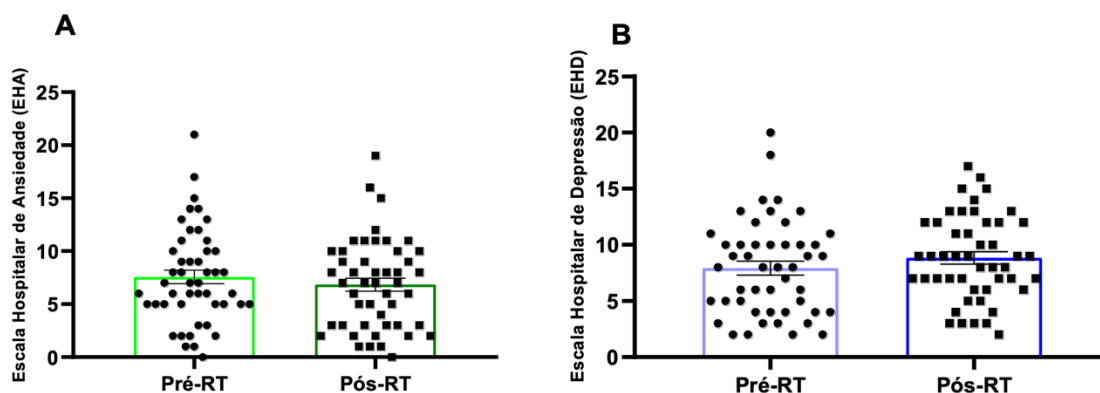 A
Escala Hospitalar de Ansiedade (EHA)
25
20
15
10
5
0
Pré-RT
Pós-RT
B
Escala Hospitalar de Depressão (EHD)
25
20
15
10
5
0
Pré-RT
Pós-RT